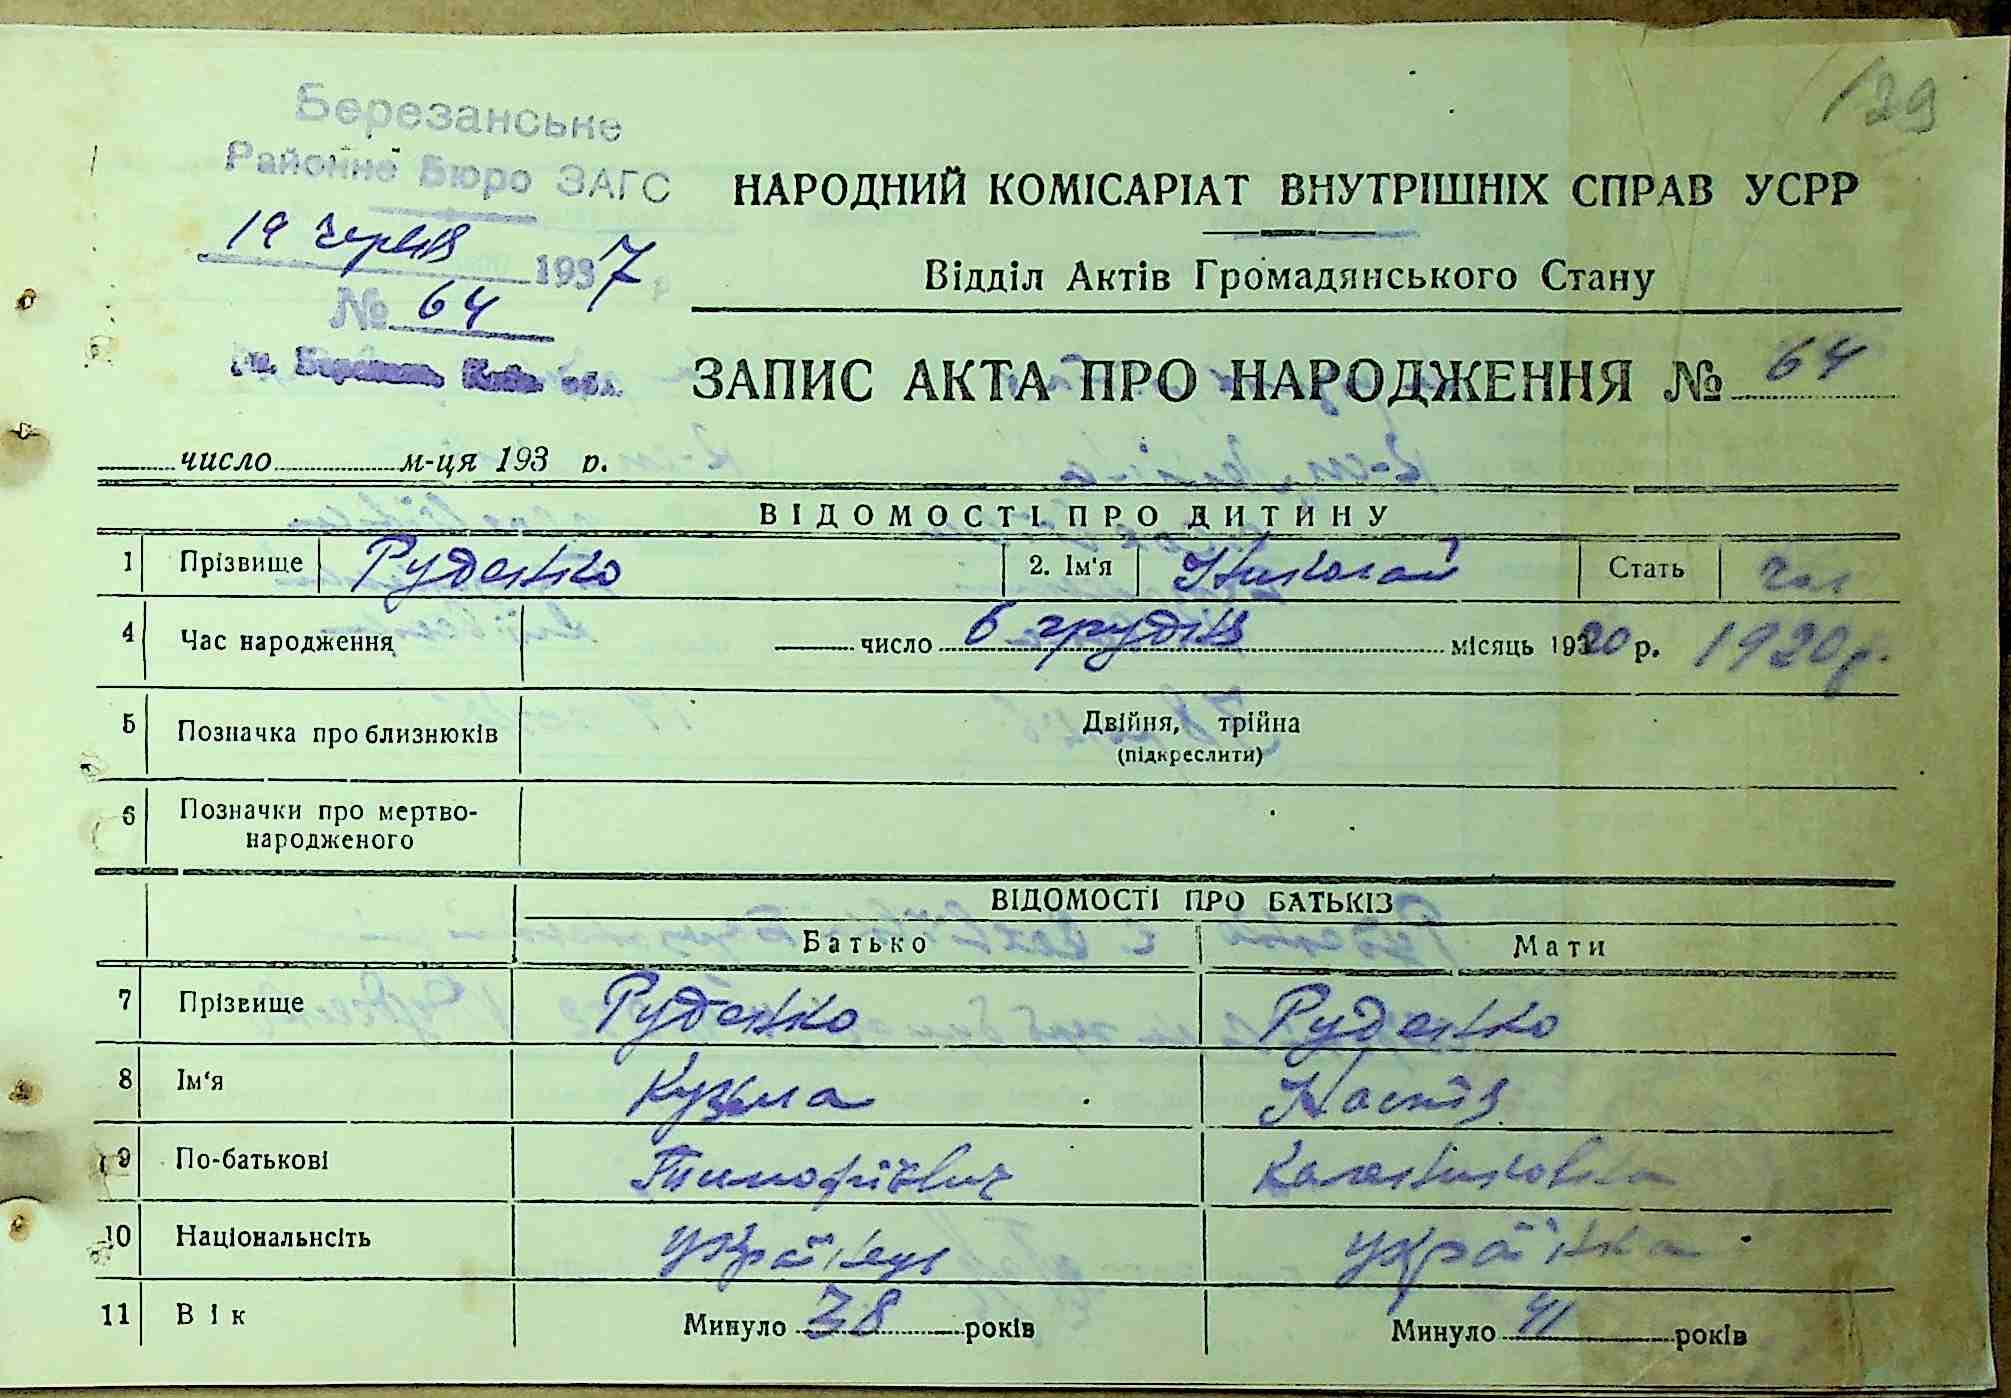 129
Березанське
Районне Бюро ЗАГС
19 червня 1937
№ 64
НАРОДНИЙ КОМІСАРІАТ ВНУТРІШНІХ СПРАВ УСРР
Відділ Актів Громадянського Стану
ЗАПИС АКТА ПРО НАРОДЖЕННЯ № 64
число м-ця 193 р.
ВІДОМОСТІ ПРО ДИТИНУ
1 Прізвище Руденко 2. Ім'я Николай Стать чол
4 Час народження число 6 грудня місяць 1920 р. 1920 р.
5 Позначка про близнюків Двійня, трійна
(підкреслити)
6 Позначки про мертво-
народженого
ВІДОМОСТІ ПРО БАТЬКІВ
Батько Мати
7 Прізвище Руденко Руденко
8 Ім'я Кузьма Настя
9 По-батькові Тимофієвич
10 Національнсіть українець українка
11 Вік Минуло 38 років Минуло 41 років